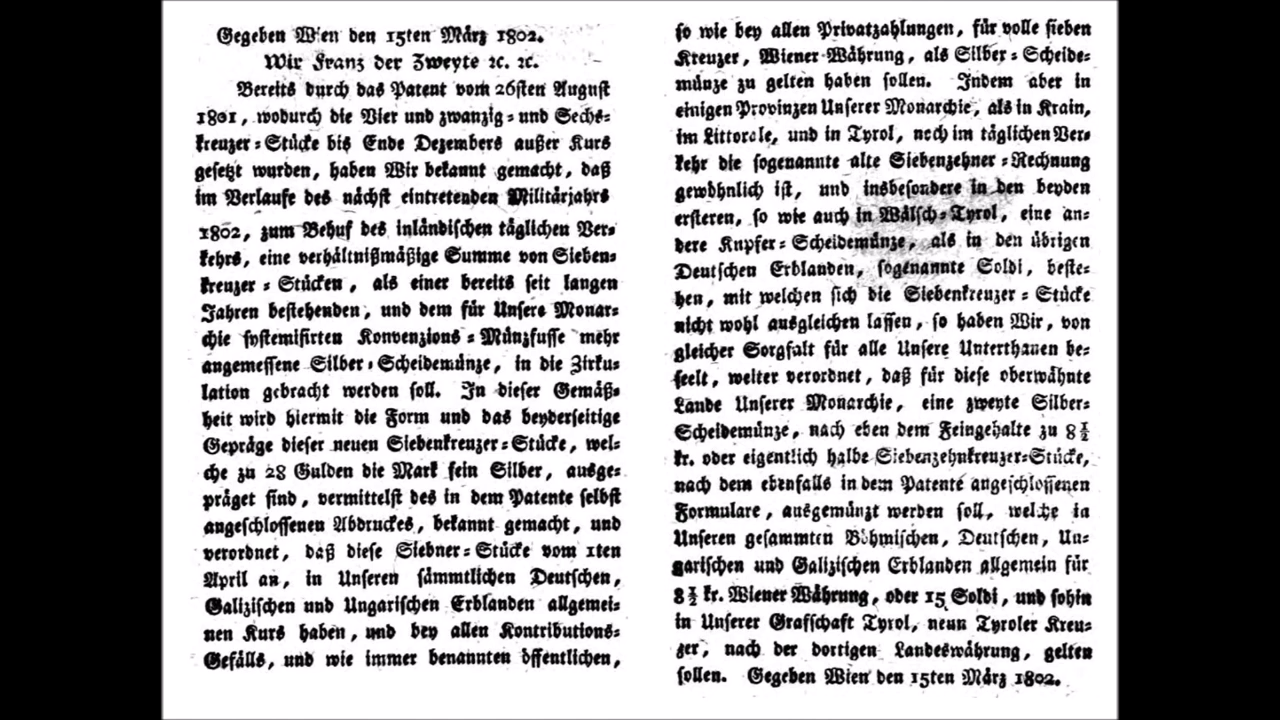 Gegeben Wien den 15ten März 1802.
Wir Franz der Zweyte ꝛc. ꝛc.
Bereits durch das Patent vom 26sten August
1801, wodurch die Vier und zwanzig- und Sechs-
kreuzer-Stücke bis Ende Dezembers außer Kurs
gesetzt wurden, haben Wir bekannt gemacht, daß
im Verlaufe des nächst eintretenden Militärjahrs
1802, zum Behuf des inländischen täglichen Ver-
kehrs, eine verhältnißmäßige Summe von Sieben-
kreuzer-Stücken, als einer bereits seit langen
Jahren bestehenden, und dem für Unsere Monar-
chie systemisirten Konvenzions-Münzfusse mehr
angemessene Silber-Scheidemünze, in die Zirku-
lation gebracht werden soll. In dieser Gemäß-
heit wird hiermit die Form und das beyderseitige
Gepräge dieser neuen Siebenkreuzer-Stücke, wel-
che zu 28 Gulden die Mark fein Silber, ausge-
präget sind, vermittelst des in dem Patente selbst
angeschlossenen Abdruckes, bekannt gemacht, und
verordnet, daß diese Siebner-Stücke vom 1ten
April an, in Unseren sämmtlichen Deutschen,
Galizischen und Ungarischen Erblanden allgemei-
nen Kurs haben, und bey allen Kontributions-
Gefälls, und wie immer benannten öffentlichen,
so wie bey allen Privatzahlungen, für volle sieben
Kreuzer, Wiener-Währung, als Silber-Scheide-
münze zu gelten haben sollen. Indem aber in
einigen Provinzen Unserer Monarchie, als in Krain,
im Littorale, und in Tyrol, noch im täglichen Ver-
kehr die sogenannte alte Siebenzehner-Rechnung
gewöhnlich ist, und insbesondere in den beyden
ersteren, so wie auch in Wälsch-Tyrol, eine an-
dere Kupfer-Scheidemünze, als in den übrigen
Deutschen Erblanden, sogenannte Soldi, beste-
hen, mit welchen sich die Siebenkreuzer-Stücke
nicht wohl ausgleichen lassen, so haben Wir, von
gleicher Sorgfalt für alle Unsere Unterthanen be-
seelt, weiter verordnet, daß für diese oberwähnte
Lande Unserer Monarchie, eine zweyte Silber-
Scheidemünze, nach eben dem Feingehalte zu 8 ½
kr. oder eigentlich halbe Siebenzehnkreuzer-Stücke,
nach dem ebenfalls in dem Patente angeschlossenen
Formulare, ausgemünzt werden soll, welche in
Unseren gesammten Böhmischen, Deutschen, Un-
garischen und Galizischen Erblanden allgemein für
8 ½ kr. Wiener Währung, oder 15 Soldi, und sohin
in Unserer Grafschaft Tyrol, neun Tyroler Kreu-
zer, nach der dortigen Landeswährung, gelten
sollen. Gegeben Wien den 15ten März 1802.